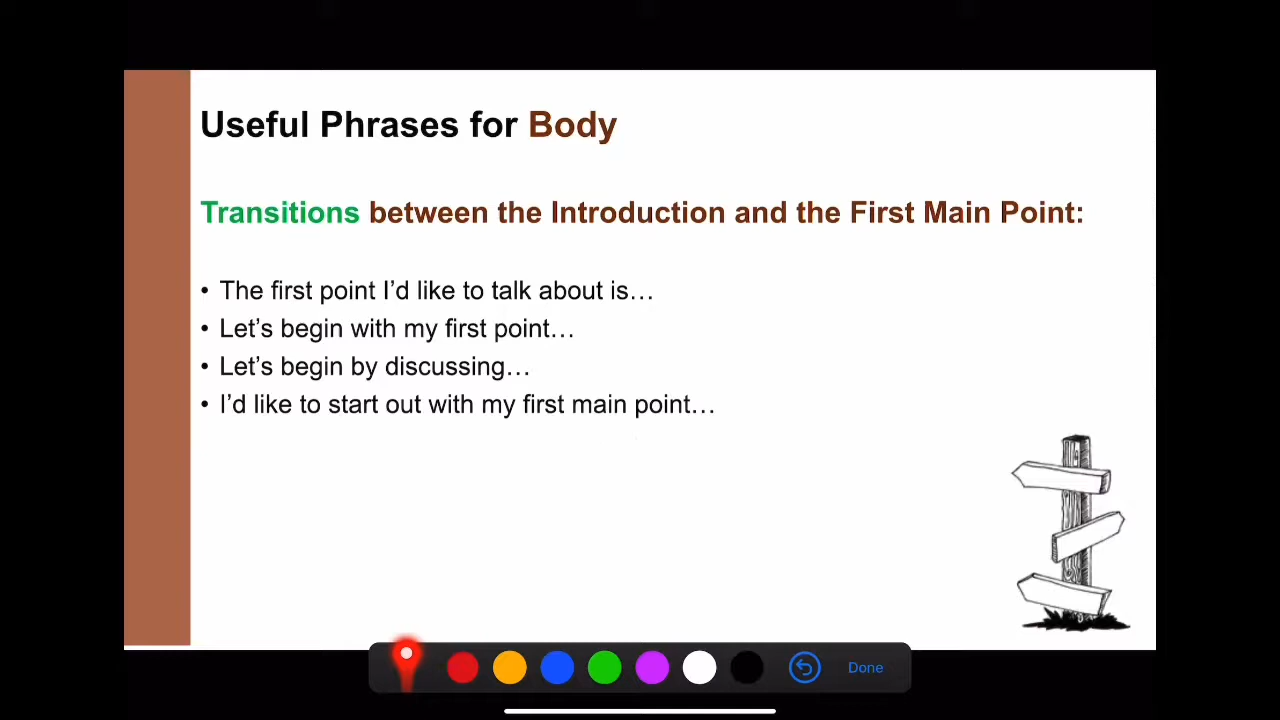 Useful Phrases for Body
Transitions between the Introduction and the First Main Point:
• The first point I’d like to talk about is…
• Let’s begin with my first point…
• Let’s begin by discussing…
• I’d like to start out with my first main point…
Done